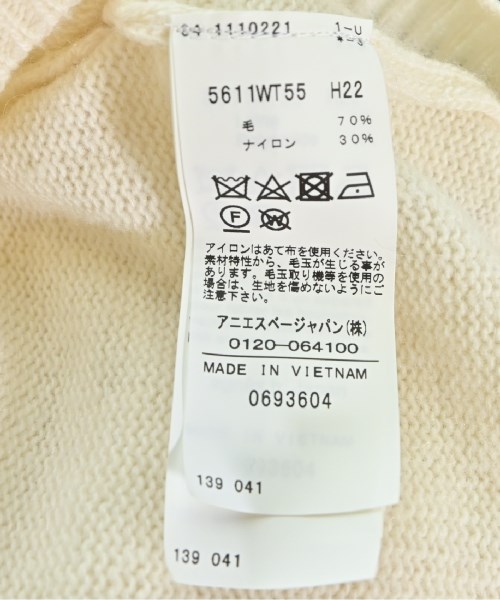 1110221 1-U
5611WT55 H22
毛 70%
ナイロン 30%
F W
アイロンはあて布を使用ください。
素材特性から、毛玉が生じる事が
あります。毛玉取り機等を使用の
場合は、生地を傷めないようにご
注意下さい。
アニエスベージャパン(株)
0120-064100
MADE IN VIETNAM
0693604
139 041
139 041